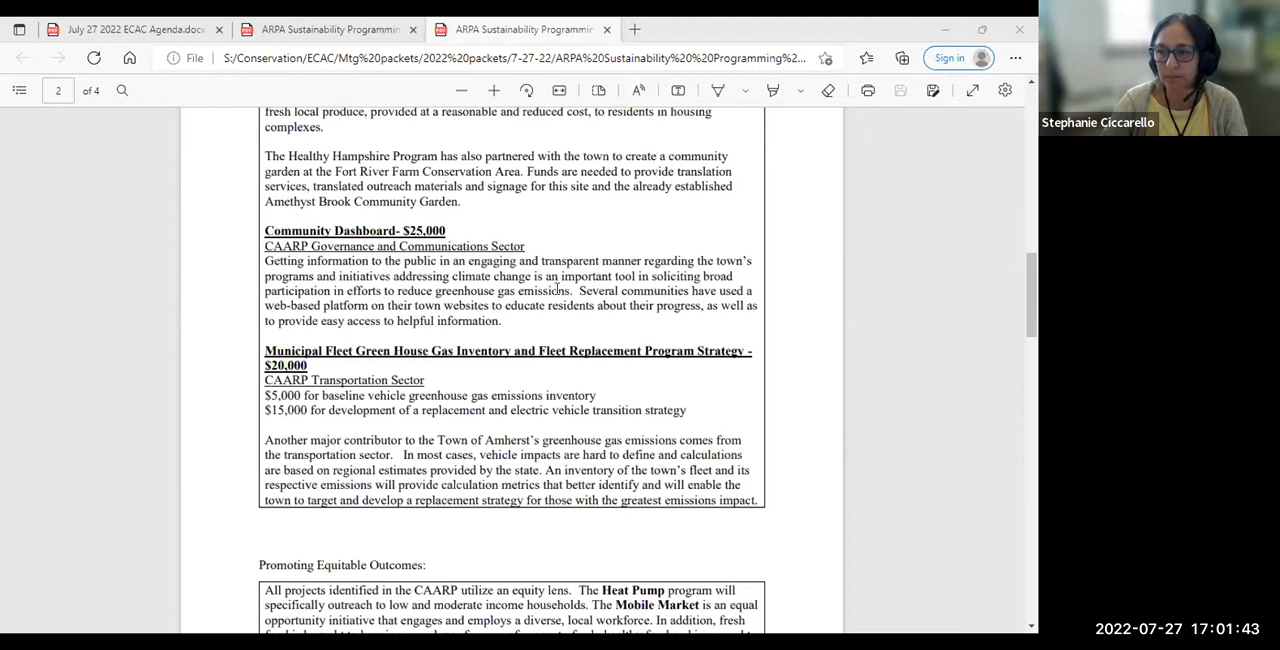 July 27 2022 ECAC Agenda.docx
ARPA Sustainability Programmin
ARPA Sustainability Programmin
File
S:/Conservation/ECAC/Mtg%20packets/2022%20packets/7-27-22/ARPA%20Sustainability%20%20Programming%2...
Sign in
2 of 4
Stephanie Ciccarello
fresh local produce, provided at a reasonable and reduced cost, to residents in housing
complexes.
The Healthy Hampshire Program has also partnered with the town to create a community
garden at the Fort River Farm Conservation Area. Funds are needed to provide translation
services, translated outreach materials and signage for this site and the already established
Amethyst Brook Community Garden.
Community Dashboard- $25,000
CAARP Governance and Communications Sector
Getting information to the public in an engaging and transparent manner regarding the town's
programs and initiatives addressing climate change is an important tool in soliciting broad
participation in efforts to reduce greenhouse gas emissions. Several communities have used a
web-based platform on their town websites to educate residents about their progress, as well as
to provide easy access to helpful information.
Municipal Fleet Green House Gas Inventory and Fleet Replacement Program Strategy -
$20,000
CAARP Transportation Sector
$5,000 for baseline vehicle greenhouse gas emissions inventory
$15,000 for development of a replacement and electric vehicle transition strategy
Another major contributor to the Town of Amherst's greenhouse gas emissions comes from
the transportation sector. In most cases, vehicle impacts are hard to define and calculations
are based on regional estimates provided by the state. An inventory of the town's fleet and its
respective emissions will provide calculation metrics that better identify and will enable the
town to target and develop a replacement strategy for those with the greatest emissions impact.
Promoting Equitable Outcomes:
All projects identified in the CAARP utilize an equity lens. The Heat Pump program will
specifically outreach to low and moderate income households. The Mobile Market is an equal
opportunity initiative that engages and employs a diverse, local workforce. In addition, fresh
2022-07-27 17:01:43